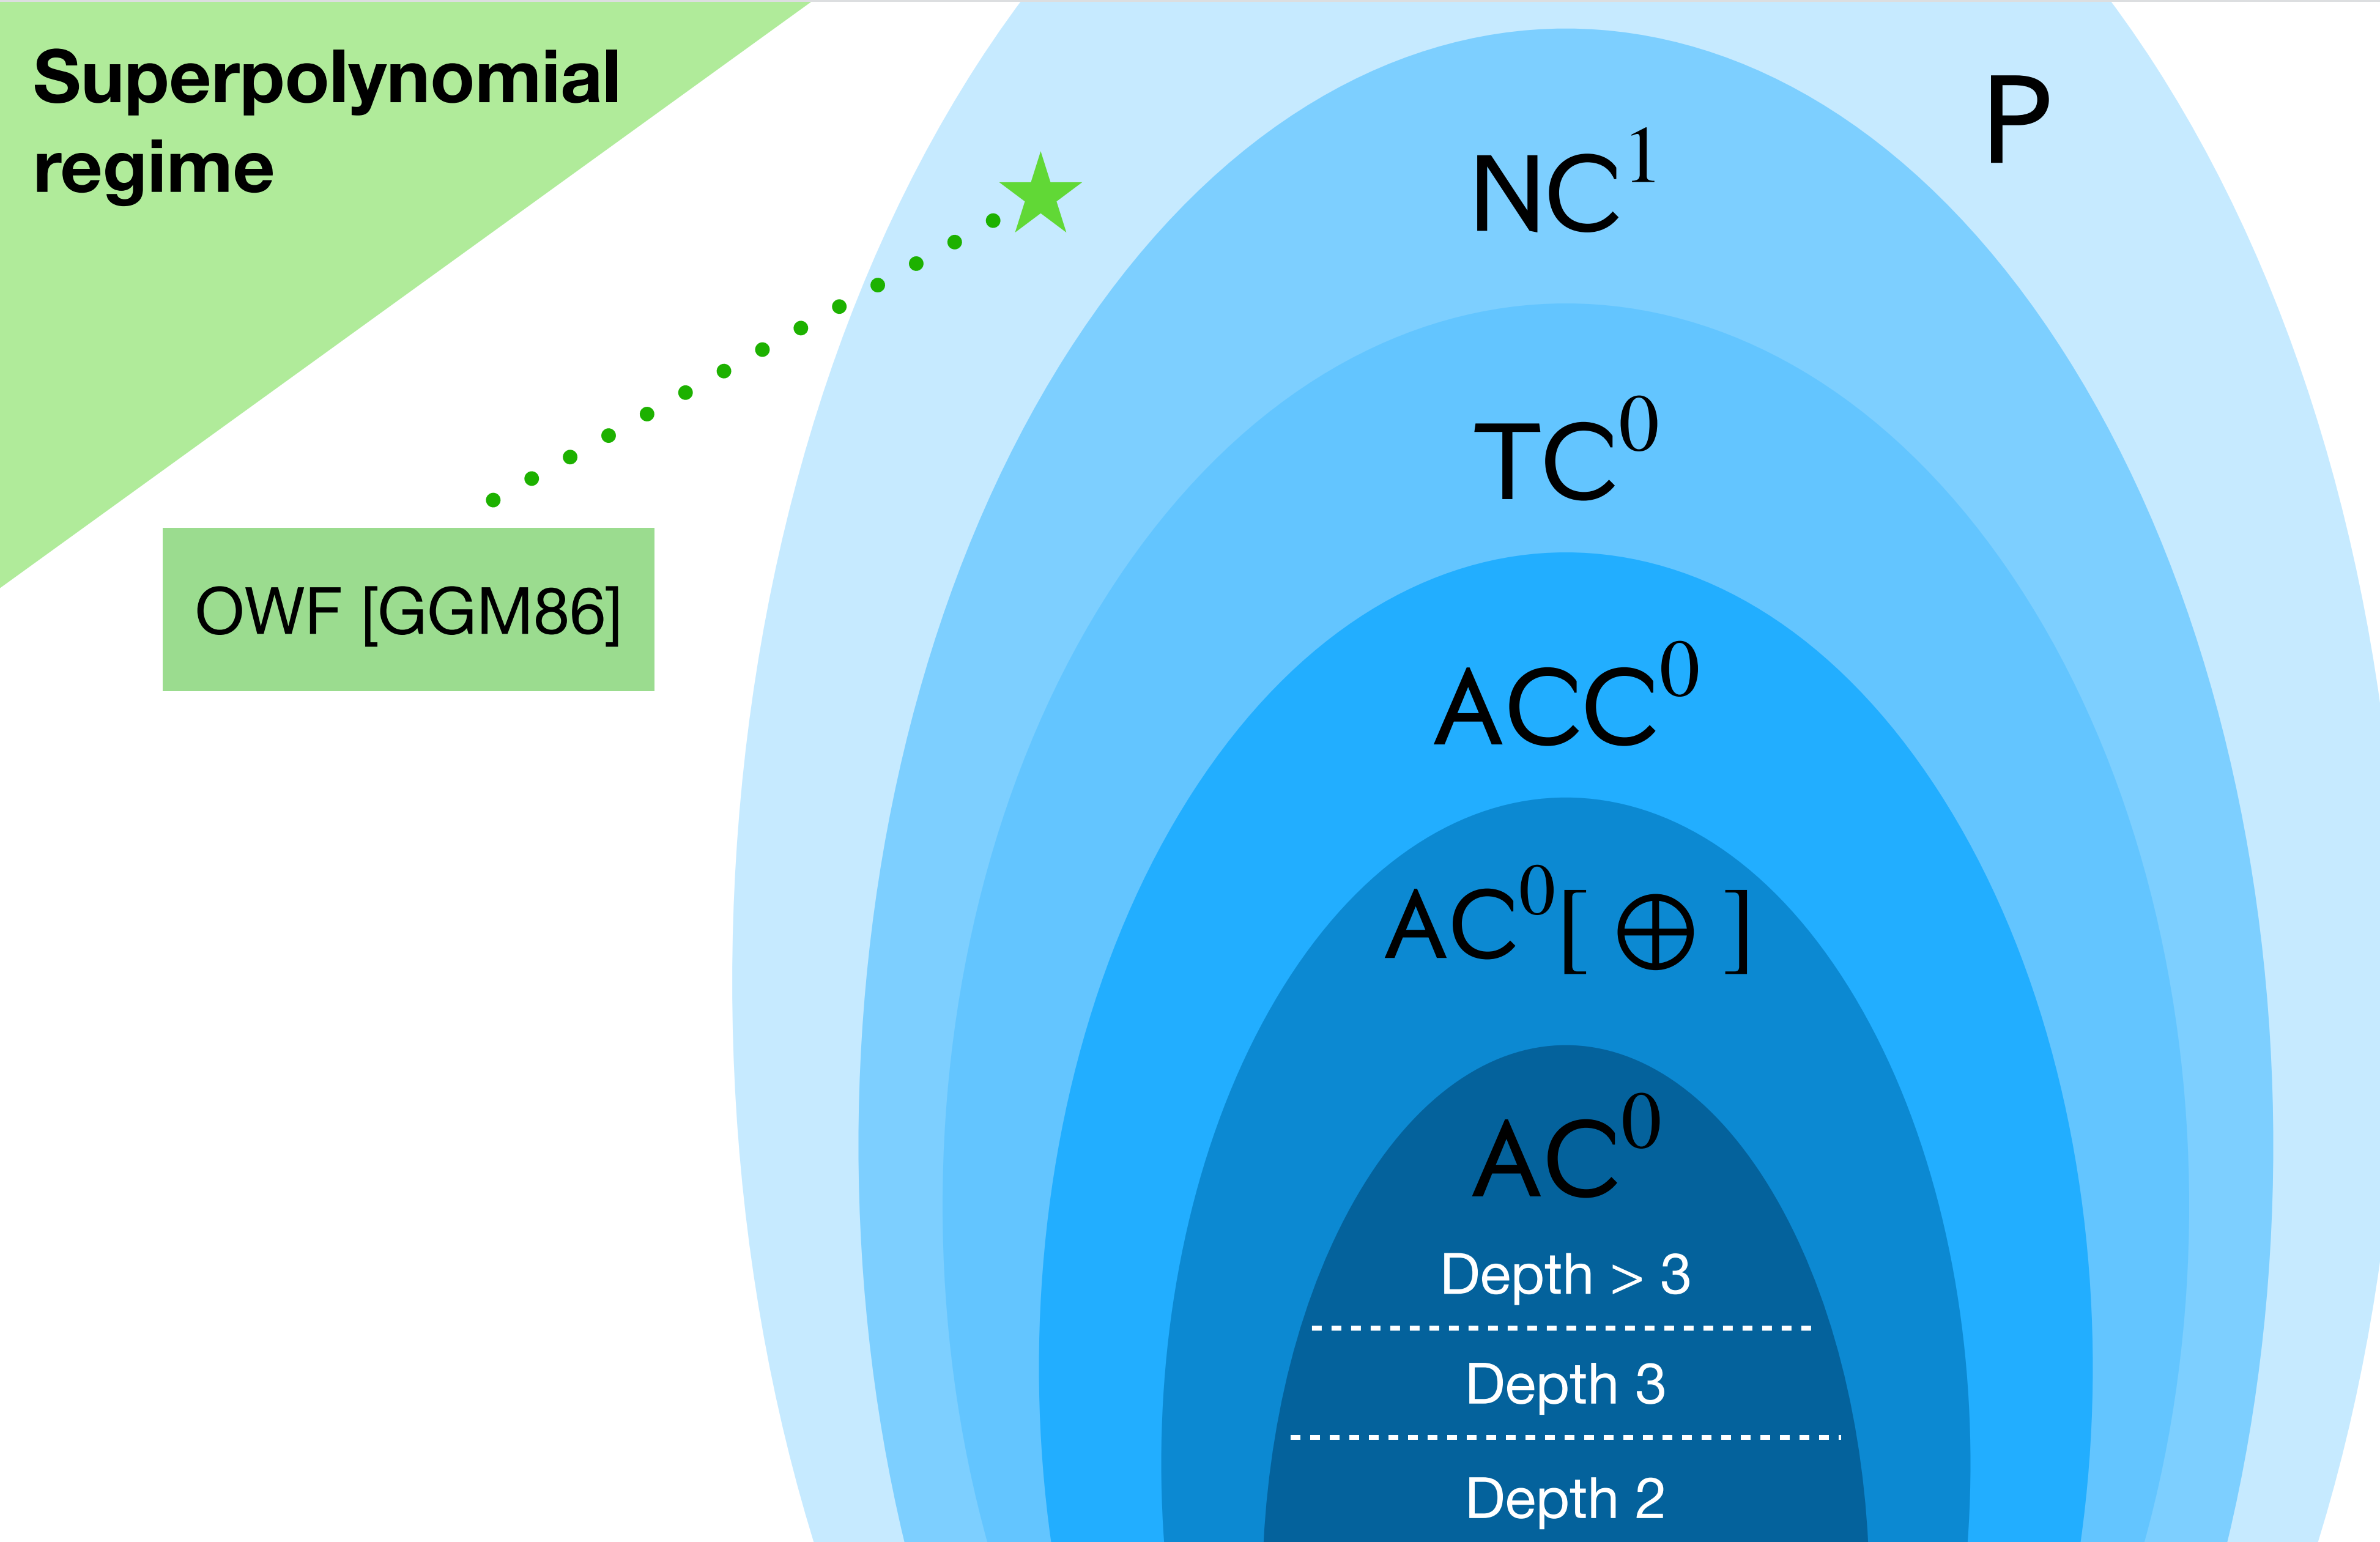 Superpolynomial
regime
P
NC¹
TC⁰
OWF [GGM86]
ACC⁰
AC⁰[ ⊕ ]
AC⁰
Depth > 3
Depth 3
Depth 2